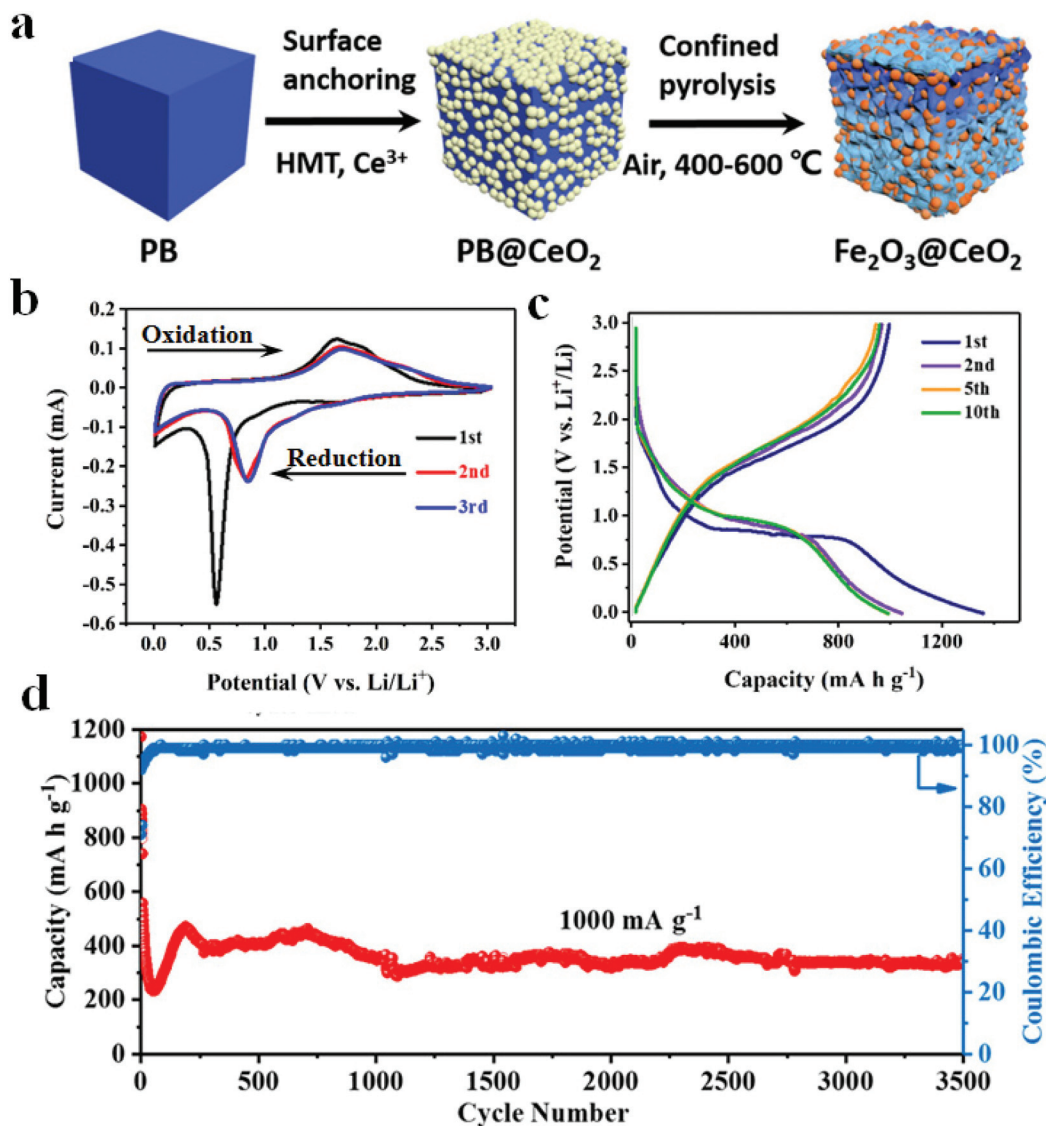 a
Surface
anchoring
HMT, Ce³⁺
Confined
pyrolysis
Air, 400-600 ℃
PB
PB@CeO₂
Fe₂O₃@CeO₂
b
0.2
0.1
0.0
-0.1
-0.2
-0.3
-0.4
-0.5
-0.6
Current (mA)
Oxidation
Reduction
1st
2nd
3rd
0.0 0.5 1.0 1.5 2.0 2.5 3.0
Potential (V vs. Li/Li⁺)
c
3.0
2.5
2.0
1.5
1.0
0.5
0.0
Potential (V vs. Li⁺/Li)
1st
2nd
5th
10th
0 400 800 1200
Capacity (mA h g⁻¹)
d
1200
1000
800
600
400
200
0
Capacity (mA h g⁻¹)
1000 mA g⁻¹
100
80
60
40
20
0
Coulombic Efficiency (%)
0 500 1000 1500 2000 2500 3000 3500
Cycle Number